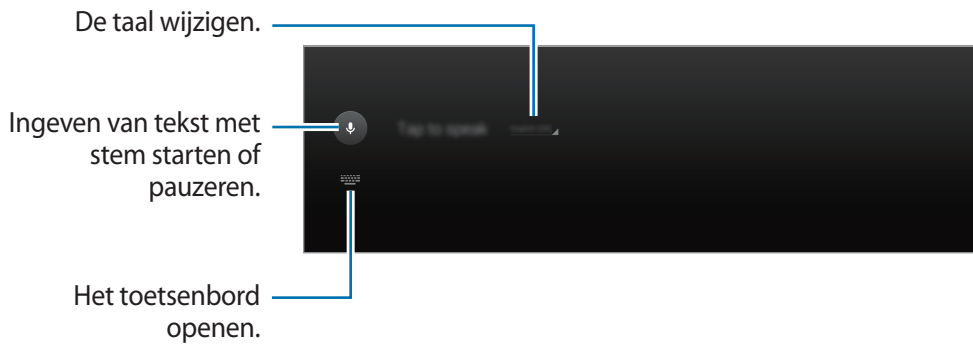 De taal wijzigen.
Ingeven van tekst met
stem starten of
pauzeren.
Tap to speak
Het toetsenbord
openen.